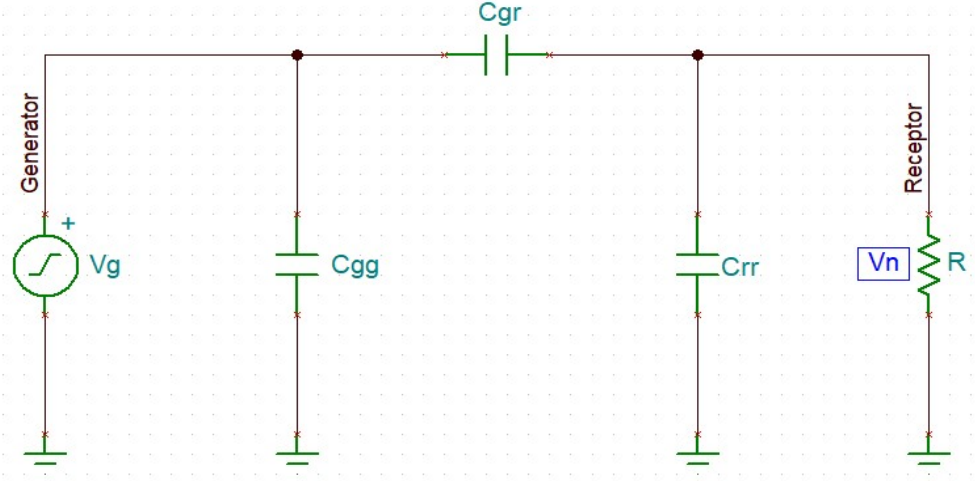 Cgr
Generator
Receptor
+
Vg
Cgg
Crr
Vn
R